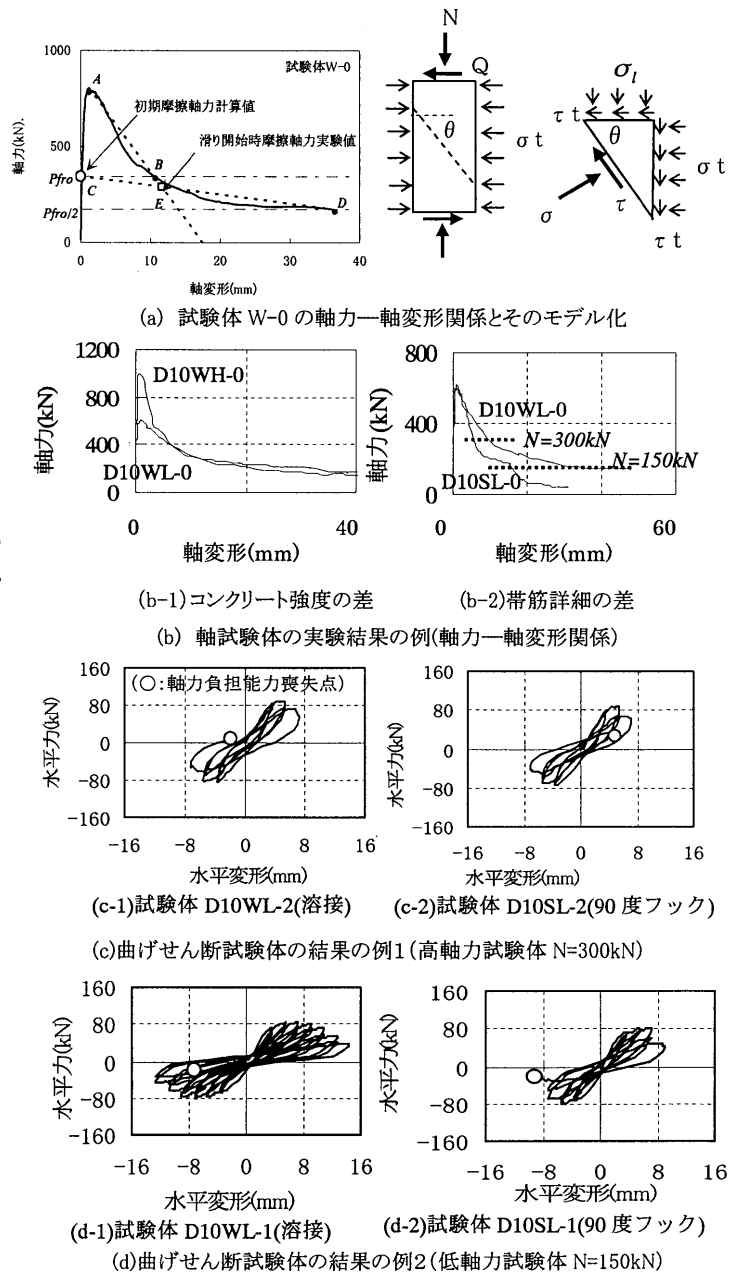 1000
500
0
軸力(kN).
Pfro
Pfro/2
試験体W-0
A
初期摩擦軸力計算値
滑り開始時摩擦軸力実験値
B
C
E
D
0 10 20 30 40
軸変形(mm)
N
Q
θ
σ t
σl
τ t
θ
σ t
σ
τ
τ t
(a) 試験体 W-0 の軸力―軸変形関係とそのモデル化
1200
800
400
0
軸力(kN)
D10WH-0
D10WL-0
0 20 40
軸変形(mm)
800
400
0
軸力(kN)
D10WL-0
N=300kN
N=150kN
D10SL-0
0 60
軸変形(mm)
(b-1)コンクリート強度の差 (b-2)帯筋詳細の差
(b) 軸試験体の実験結果の例(軸力―軸変形関係)
160
80
0
-80
-160
水平力(kN)
(○:軸力負担能力喪失点)
-16 -8 0 8 16
水平変形(mm)
160
80
0
-80
-160
水平力(kN)
-16 -8 0 8 16
水平変形(mm)
(c-1)試験体 D10WL-2(溶接) (c-2)試験体 D10SL-2(90 度フック)
(c)曲げせん断試験体の結果の例1(高軸力試験体 N=300kN)
160
80
0
-80
-160
水平力(kN)
-16 -8 0 8 16
水平変形(mm)
160
80
0
-80
-160
水平力(kN)
-16 -8 0 8 16
水平変形(mm)
(d-1)試験体 D10WL-1(溶接) (d-2)試験体 D10SL-1(90 度フック)
(d)曲げせん断試験体の結果の例2(低軸力試験体 N=150kN)